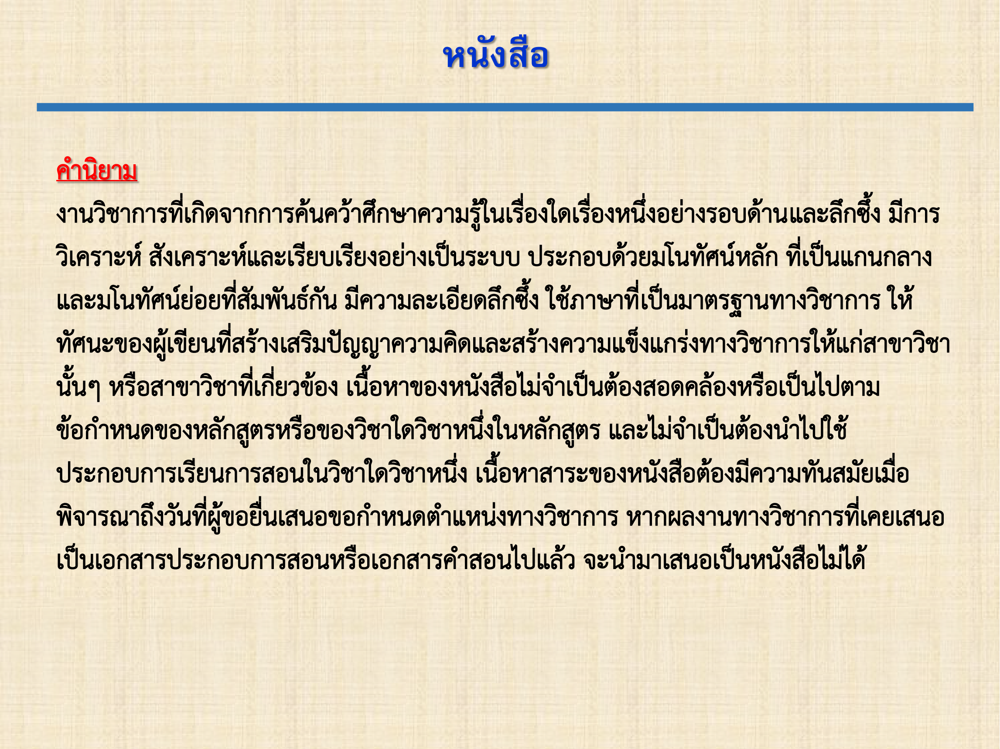 หนังสือ
คำนิยาม
งานวิชาการที่เกิดจากการค้นคว้าศึกษาความรู้ในเรื่องใดเรื่องหนึ่งอย่างรอบด้านและลึกซึ้ง มีการ
วิเคราะห์ สังเคราะห์และเรียบเรียงอย่างเป็นระบบ ประกอบด้วยมโนทัศน์หลัก ที่เป็นแกนกลาง
และมโนทัศน์ย่อยที่สัมพันธ์กัน มีความละเอียดลึกซึ้ง ใช้ภาษาที่เป็นมาตรฐานทางวิชาการ ให้
ทัศนะของผู้เขียนที่สร้างเสริมปัญญาความคิดและสร้างความแข็งแกร่งทางวิชาการให้แก่สาขาวิชา
นั้นๆ หรือสาขาวิชาที่เกี่ยวข้อง เนื้อหาของหนังสือไม่จำเป็นต้องสอดคล้องหรือเป็นไปตาม
ข้อกำหนดของหลักสูตรหรือของวิชาใดวิชาหนึ่งในหลักสูตร และไม่จำเป็นต้องนำไปใช้
ประกอบการเรียนการสอนในวิชาใดวิชาหนึ่ง เนื้อหาสาระของหนังสือต้องมีความทันสมัยเมื่อ
พิจารณาถึงวันที่ผู้ขอยื่นเสนอขอกำหนดตำแหน่งทางวิชาการ หากผลงานทางวิชาการที่เคยเสนอ
เป็นเอกสารประกอบการสอนหรือเอกสารคำสอนไปแล้ว จะนำมาเสนอเป็นหนังสือไม่ได้